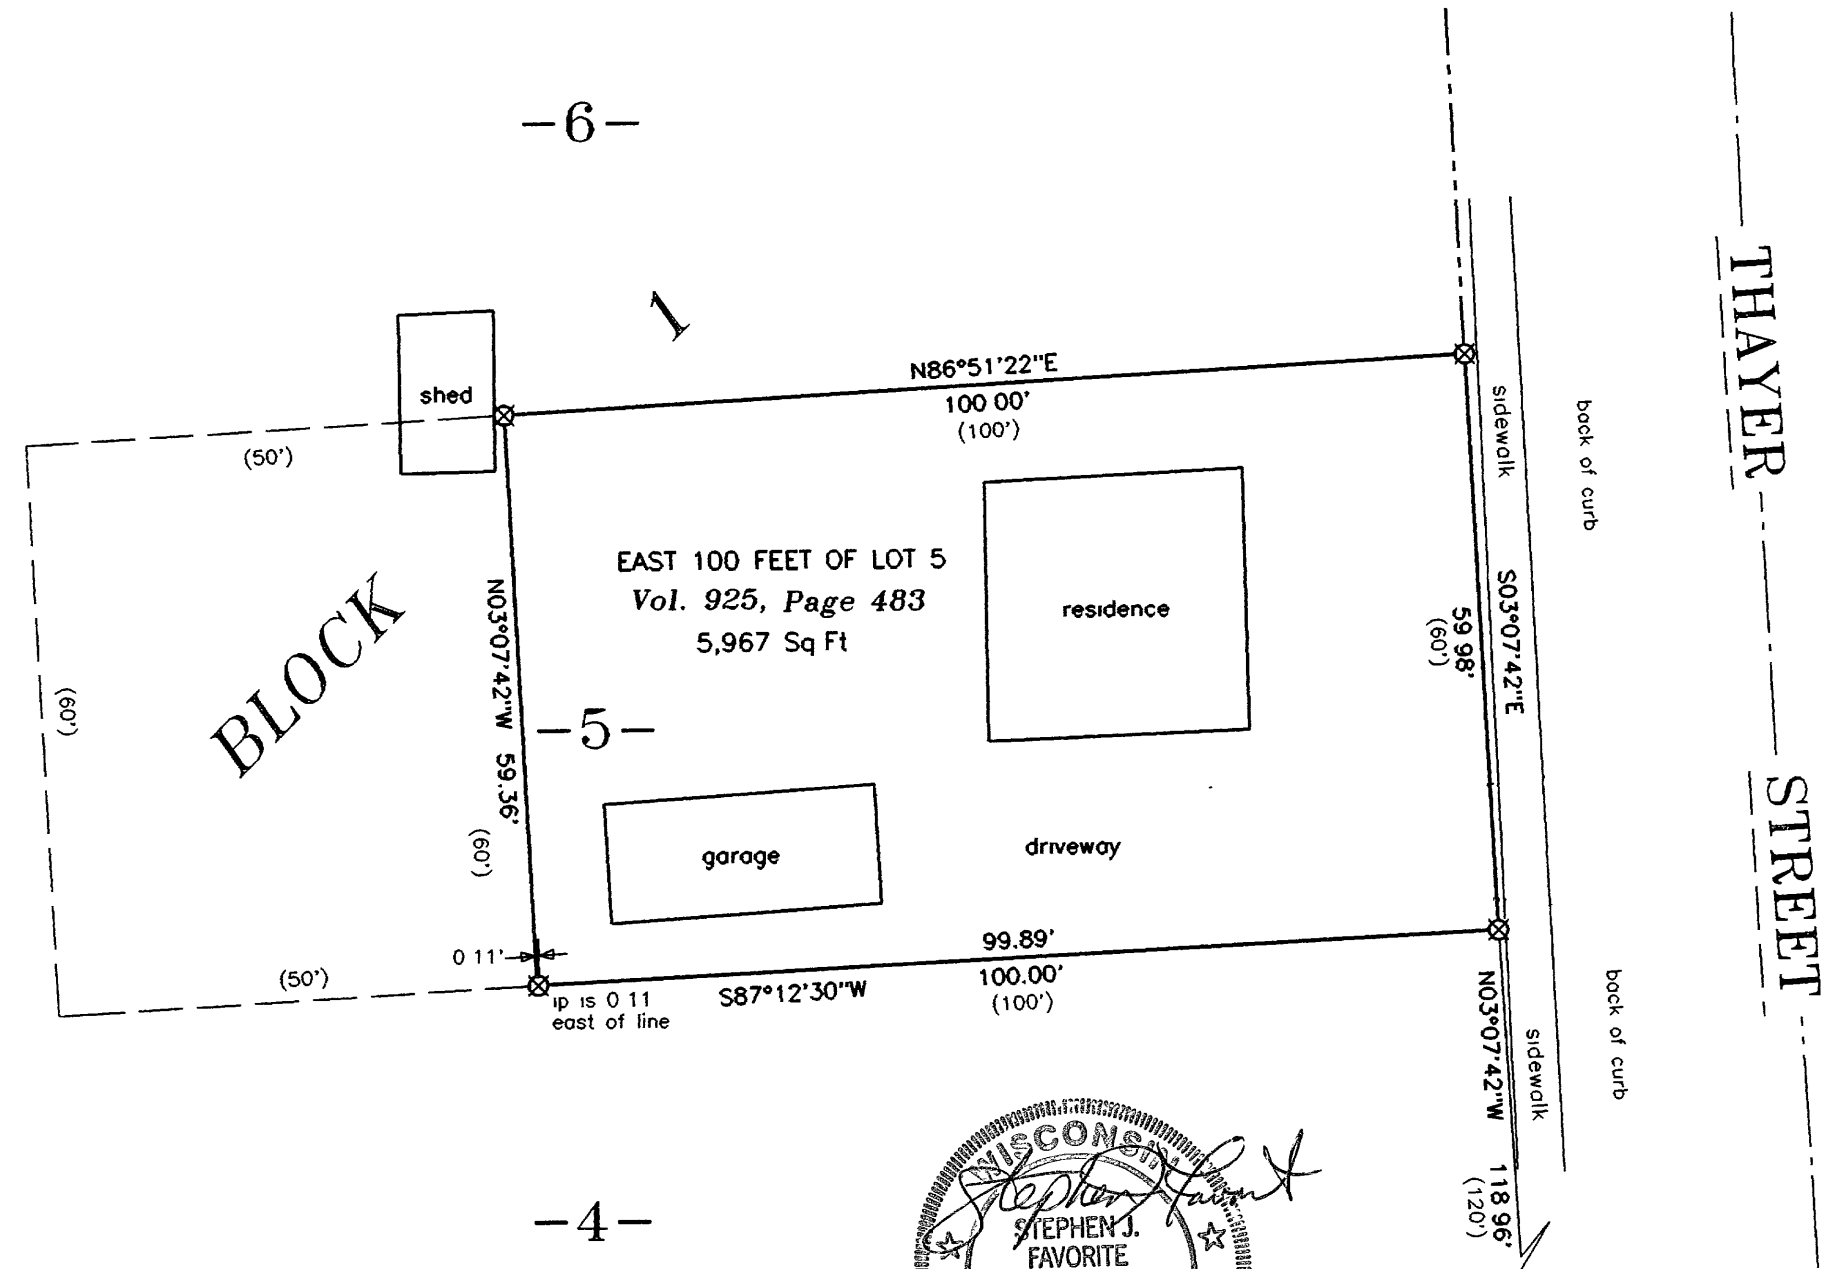 -6-
1
N86°51'22"E
100 00'
(100')
shed
(50')
sidewalk
back of curb
THAYER
EAST 100 FEET OF LOT 5
Vol. 925, Page 483
5,967 Sq Ft
residence
N03°07'42"W 59.36'
(60')
59 98'
(60')
S03°07'42"E
BLOCK
(60')
-5-
garage
driveway
STREET
0 11'
99.89'
100.00'
(100')
S87°12'30"W
(50')
ip is 0 11
east of line
N03°07'42"W 118 96'
(120')
sidewalk
back of curb
-4-
WISCONSIN
Stephen J Favorite
STEPHEN J.
FAVORITE